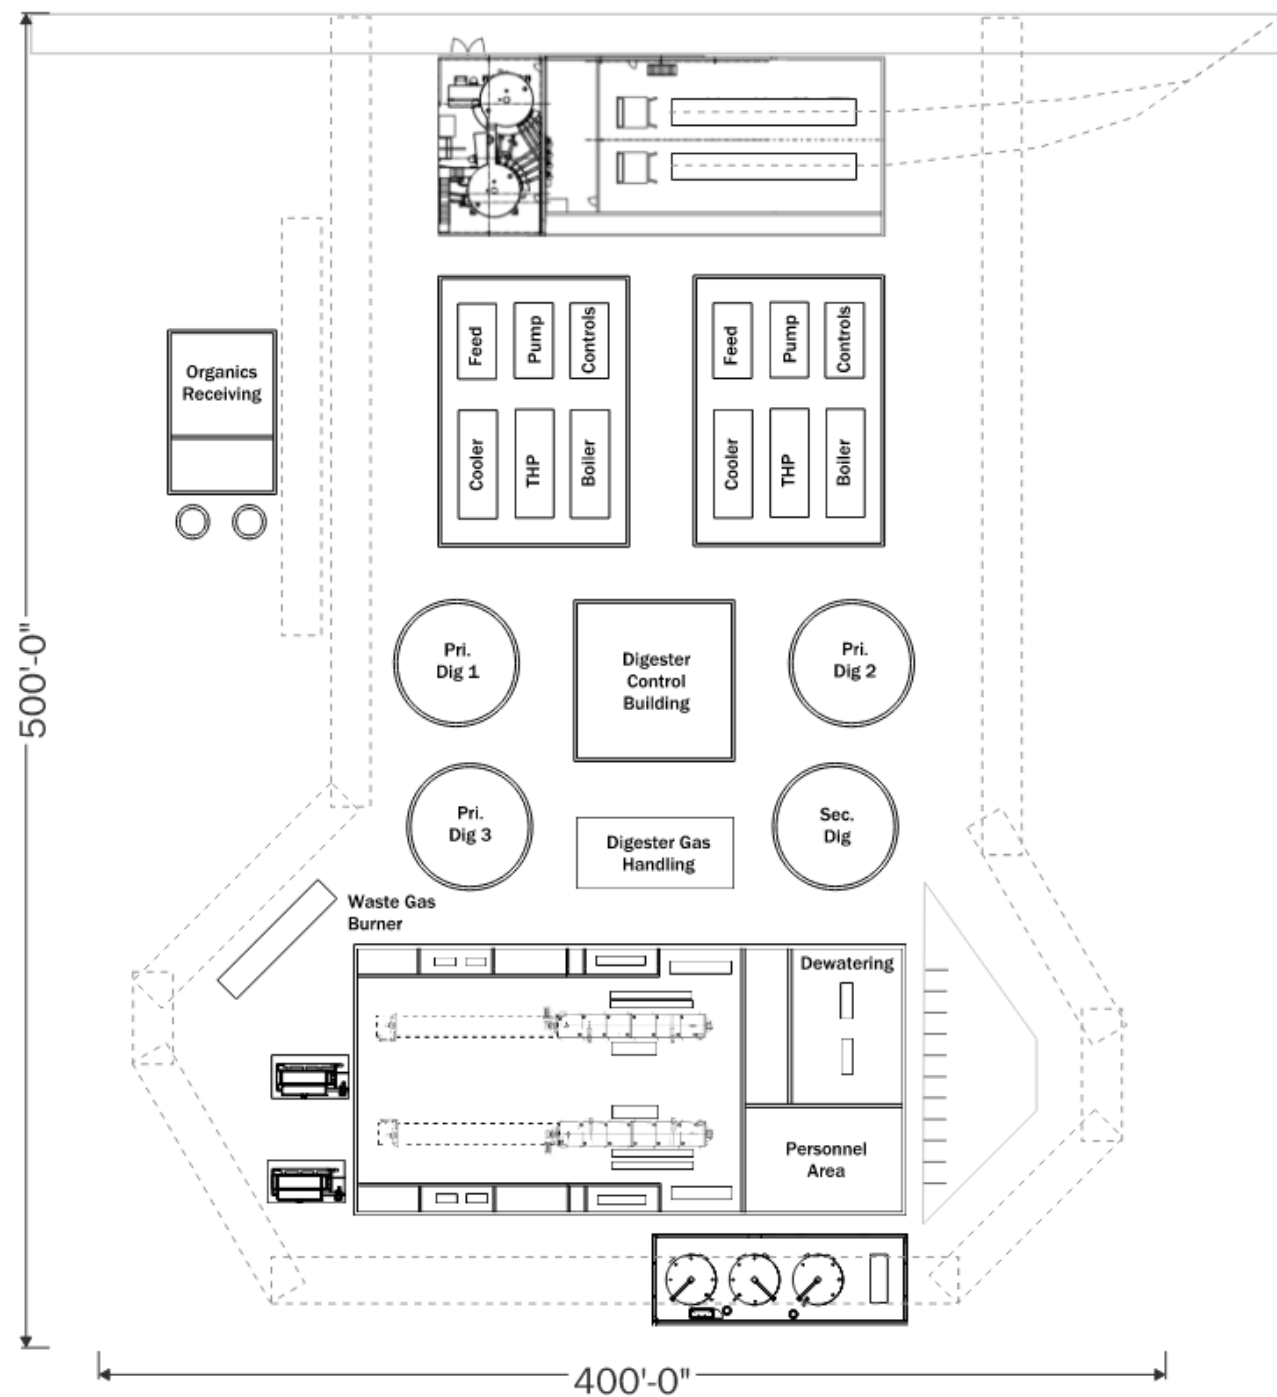 Feed
Pump
Controls
Feed
Pump
Controls
Organics
Receiving
Cooler
THP
Boiler
Cooler
THP
Boiler
500'-0"
Pri.
Dig 1
Digester
Control
Building
Pri.
Dig 2
Pri.
Dig 3
Digester Gas
Handling
Sec.
Dig
Waste Gas
Burner
Dewatering
Personnel
Area
400'-0"